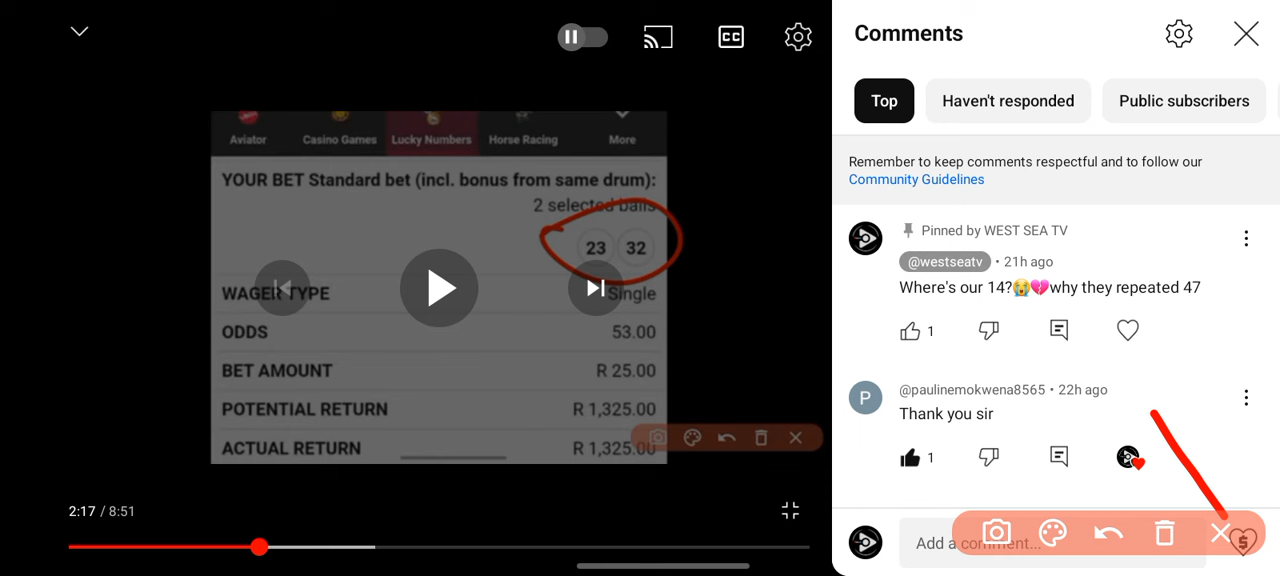 CC
Aviator
Casino Games
Lucky Numbers
Horse Racing
More
YOUR BET Standard bet (incl. bonus from same drum):
2 selected balls
23 32
WAGER TYPE Single
ODDS 53.00
BET AMOUNT R 25.00
POTENTIAL RETURN R 1,325.00
ACTUAL RETURN R 1,325.00
2:17 / 8:51
Comments
Top
Haven't responded
Public subscribers
Remember to keep comments respectful and to follow our
Community Guidelines
Pinned by WEST SEA TV
@westseatv • 21h ago
Where's our 14?😭💔why they repeated 47
1
P
@paulinemokwena8565 • 22h ago
Thank you sir
1
Add a comment...
$